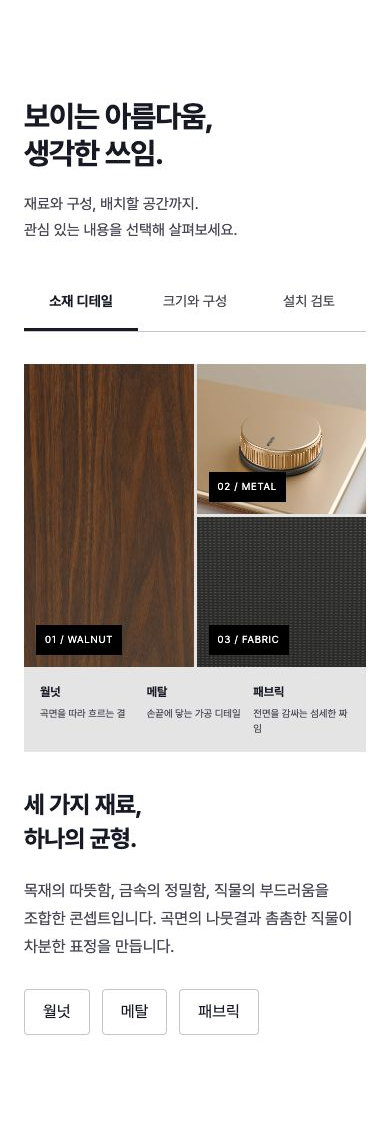 보이는 아름다움,
생각한 쓰임.
재료와 구성, 배치할 공간까지.
관심 있는 내용을 선택해 살펴보세요.
소재 디테일
크기와 구성
설치 검토
02 / METAL
01 / WALNUT
03 / FABRIC
월넛
곡면을 따라 흐르는 결
메탈
손끝에 닿는 가공 디테일
패브릭
전면을 감싸는 섬세한 짜
임
세 가지 재료,
하나의 균형.
목재의 따뜻함, 금속의 정밀함, 직물의 부드러움을
조합한 콘셉트입니다. 곡면의 나뭇결과 촘촘한 직물이
차분한 표정을 만듭니다.
월넛
메탈
패브릭